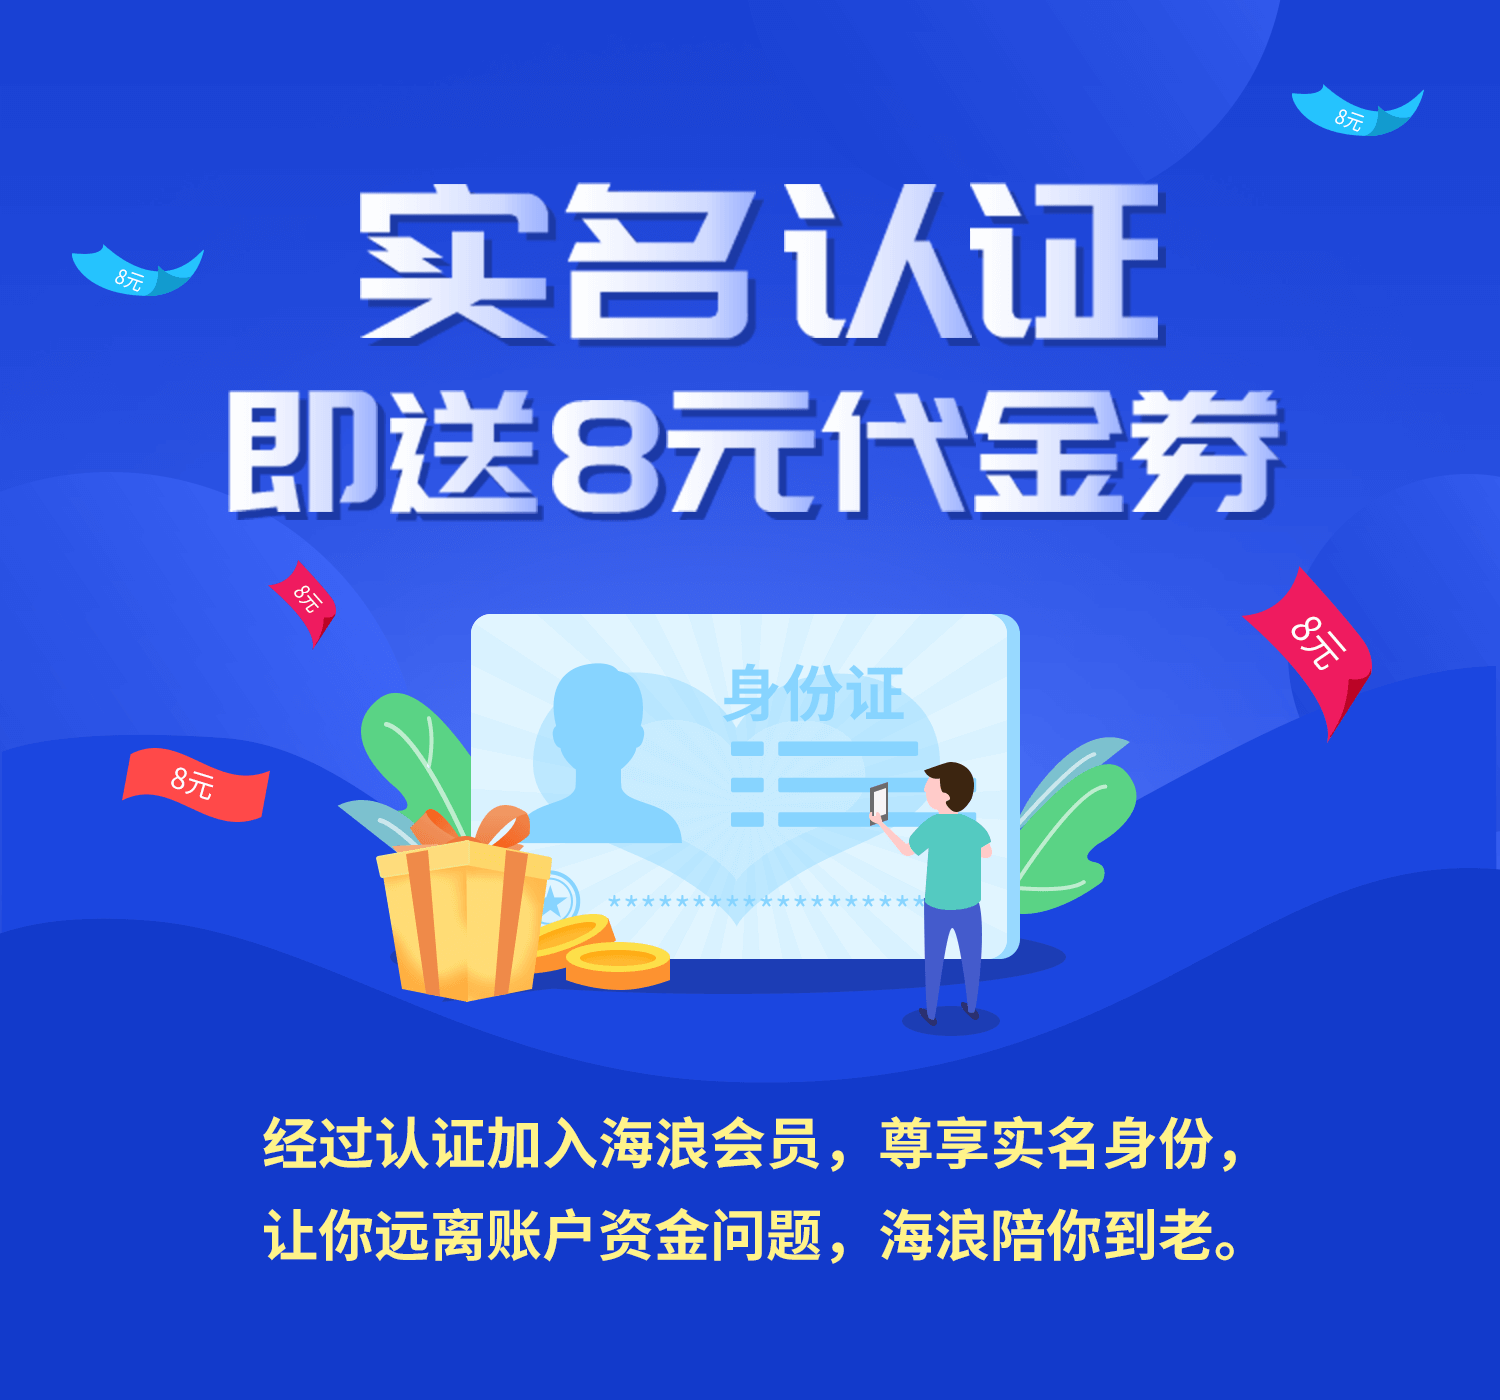 8元
实名认证
8元
即送8元代金券
8元
8元
身份证
8元
*******************
经过认证加入海浪会员，尊享实名身份，
让你远离账户资金问题，海浪陪你到老。